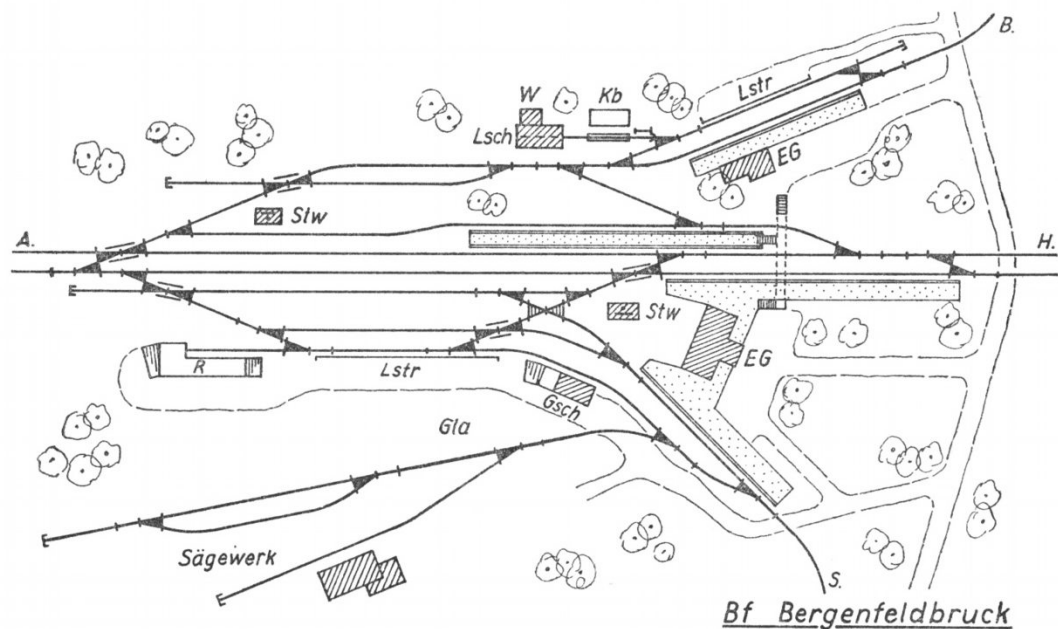 B.
Lstr
W
Kb
Lsch
EG
Stw
A.
H.
Stw
EG
R
Lstr
Gsch
Gla
Sägewerk
S.
Bf Bergenfeldbruck